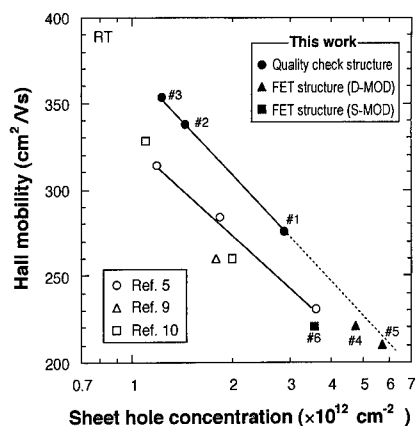 RT
This work
Quality check structure
FET structure (D-MOD)
FET structure (S-MOD)
#3
#2
#1
#5
#4
#6
Ref. 5
Ref. 9
Ref. 10
400
350
300
250
200
Hall mobility (cm²/Vs)
0.7 1 2 3 4 5 6 7
Sheet hole concentration (×10¹² cm⁻²)